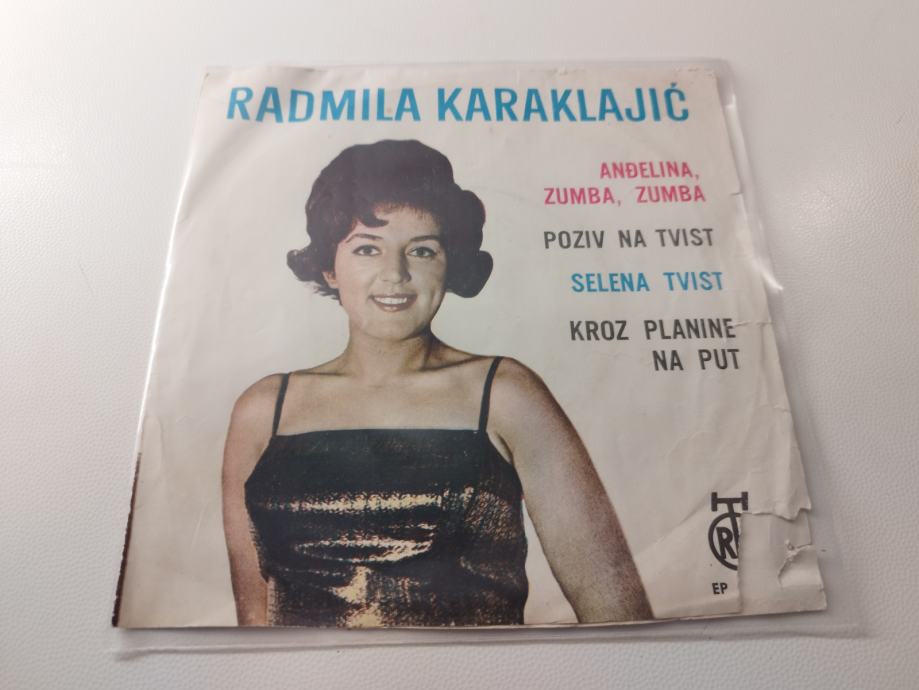 RADMILA KARAKLAJIĆ
ANĐELINA,
ZUMBA, ZUMBA
POZIV NA TVIST
SELENA TVIST
KROZ PLANINE
NA PUT
EP